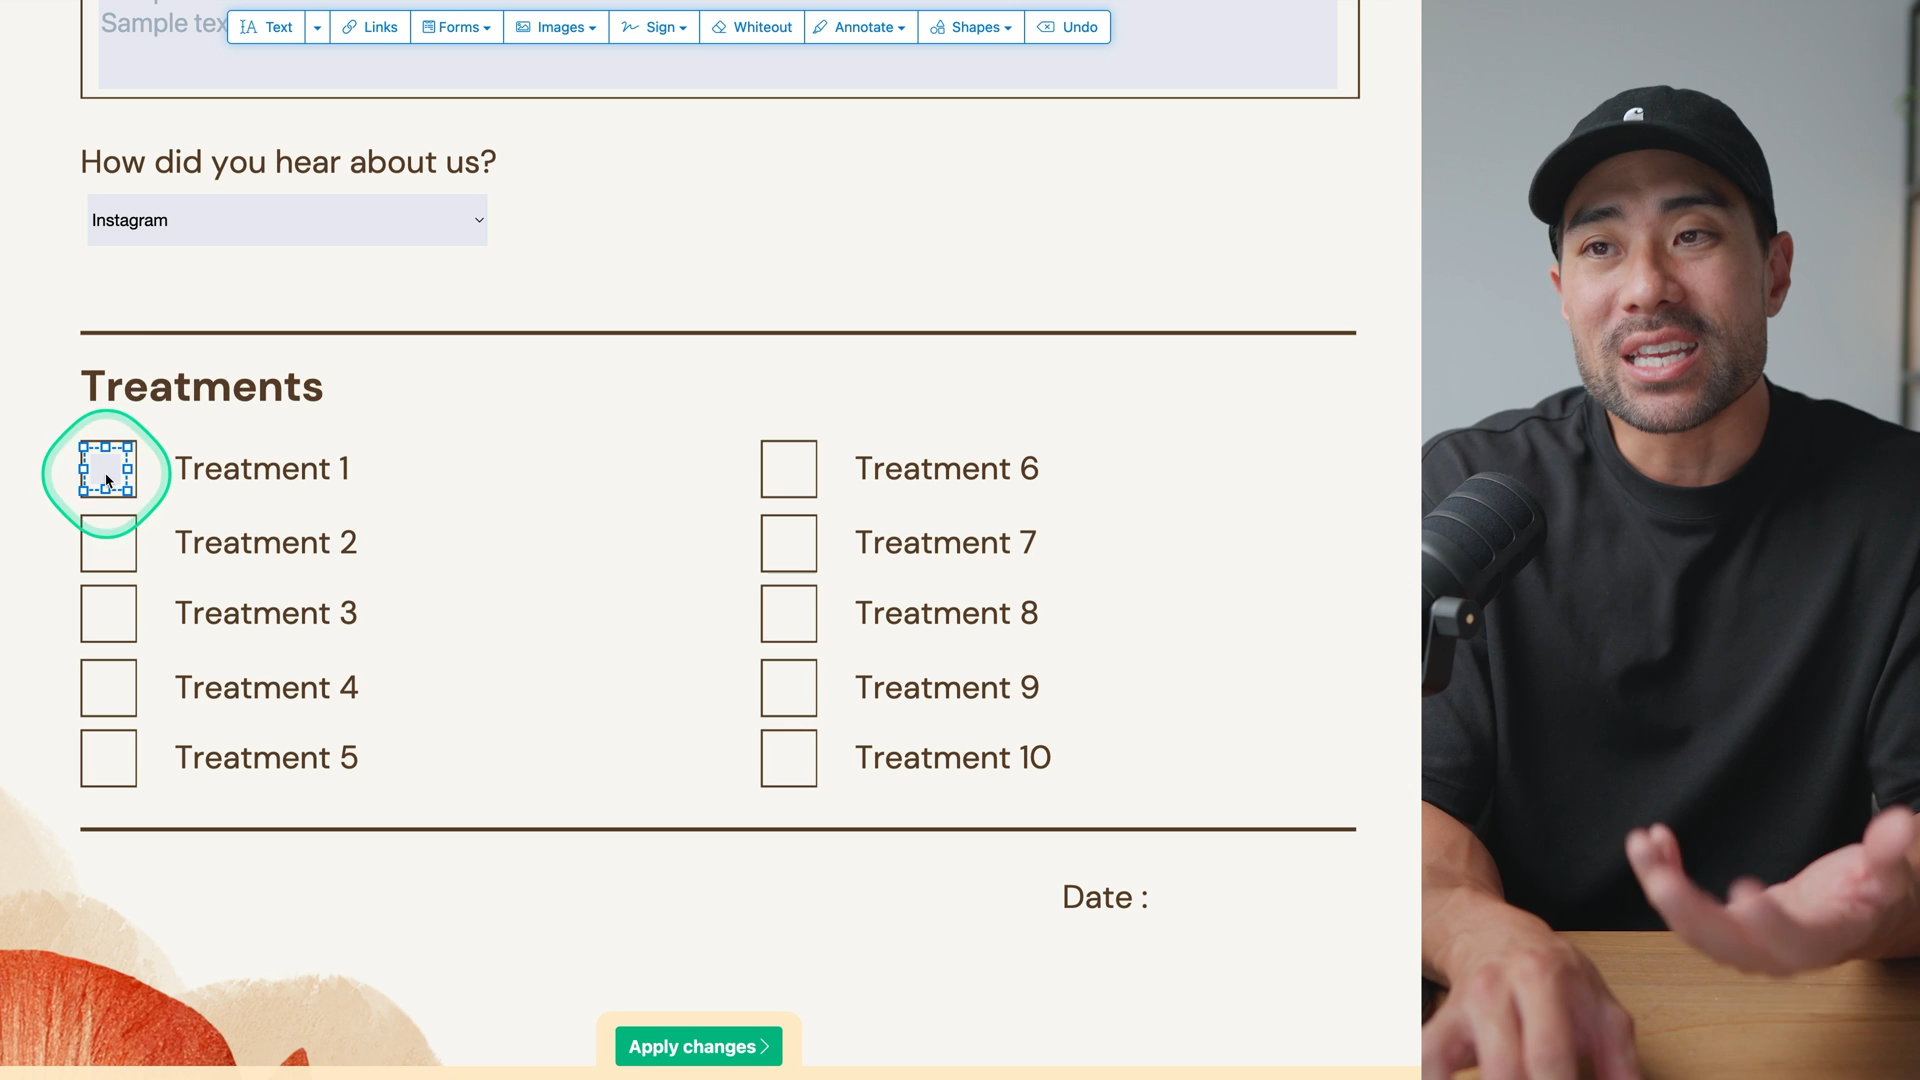 Sample tex
Text Links Forms Images Sign Whiteout Annotate Shapes Undo
How did you hear about us?
Instagram
Treatments
Treatment 1
Treatment 2
Treatment 3
Treatment 4
Treatment 5
Treatment 6
Treatment 7
Treatment 8
Treatment 9
Treatment 10
Date :
Apply changes